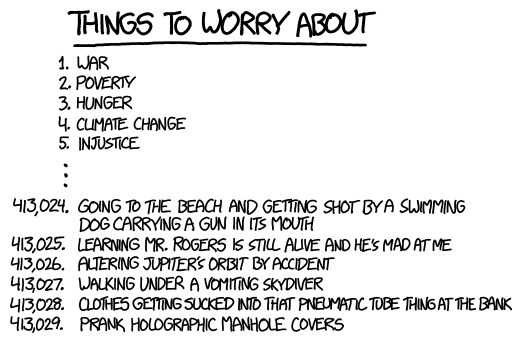 THINGS TO WORRY ABOUT
1. WAR
2. POVERTY
3. HUNGER
4. CLIMATE CHANGE
5. INJUSTICE
413,024. GOING TO THE BEACH AND GETTING SHOT BY A SWIMMING
DOG CARRYING A GUN IN ITS MOUTH
413,025. LEARNING MR. ROGERS IS STILL ALIVE AND HE'S MAD AT ME
413,026. ALTERING JUPITER'S ORBIT BY ACCIDENT
413,027. WALKING UNDER A VOMITING SKYDIVER
413,028. CLOTHES GETTING SUCKED INTO THAT PNEUMATIC TUBE THING AT THE BANK
413,029. PRANK HOLOGRAPHIC MANHOLE COVERS